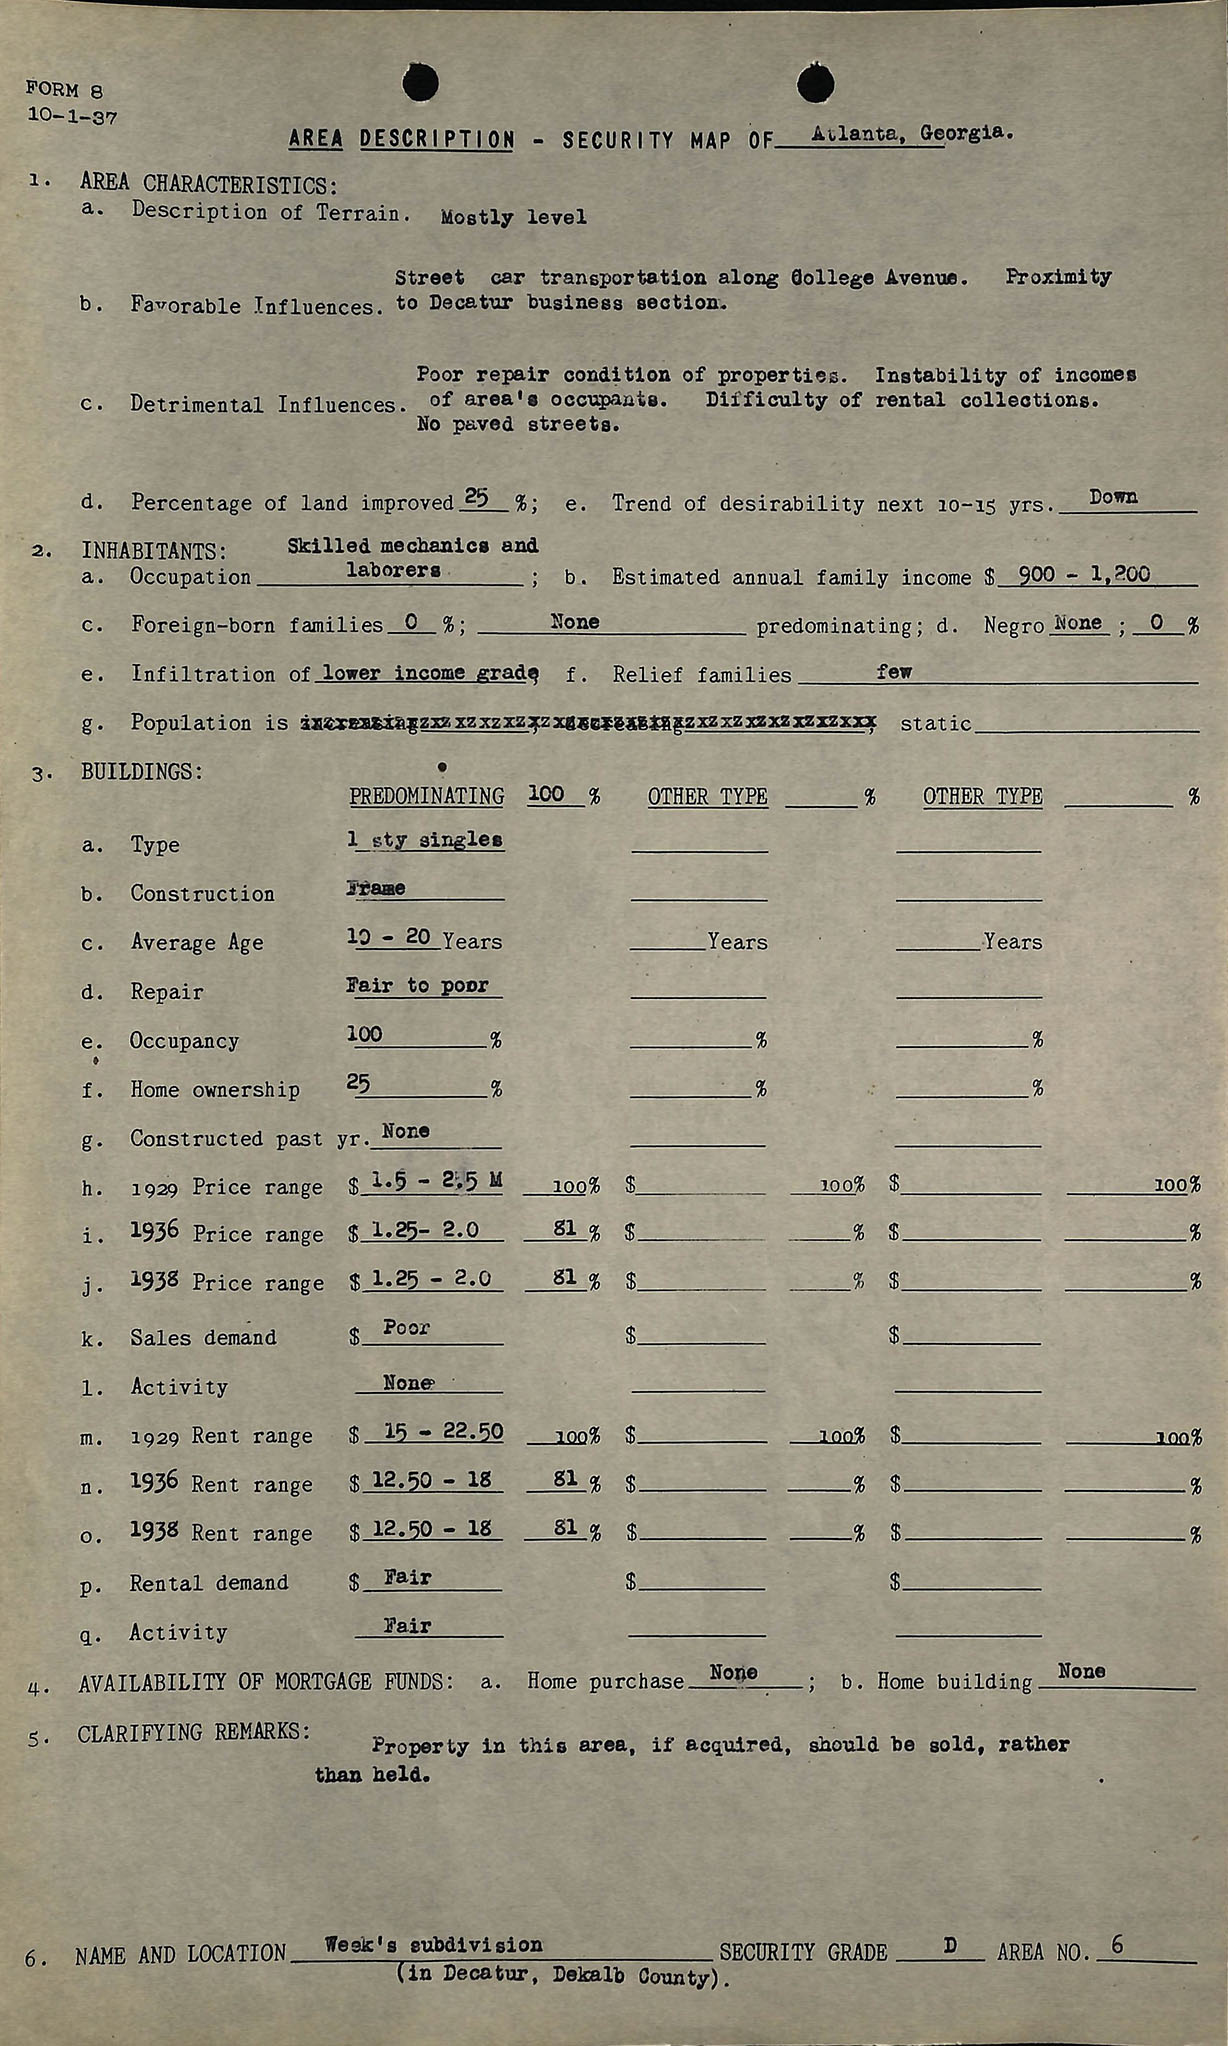 FORM 8
10-1-37
AREA DESCRIPTION - SECURITY MAP OF Atlanta, Georgia.
1. AREA CHARACTERISTICS:
a. Description of Terrain. Mostly level
Street car transportation along College Avenue. Proximity
b. Favorable Influences. to Decatur business section.
Poor repair condition of properties. Instability of incomes
c. Detrimental Influences. of area's occupants. Difficulty of rental collections.
No paved streets.
d. Percentage of land improved 25 %; e. Trend of desirability next 10-15 yrs. Down
2. INHABITANTS: Skilled mechanics and
a. Occupation laborers ; b. Estimated annual family income $ 900 - 1,200
c. Foreign-born families 0 %; None predominating; d. Negro None ; 0 %
e. Infiltration of lower income grade f. Relief families few
g. Population is static
3. BUILDINGS:
PREDOMINATING 100 % OTHER TYPE % OTHER TYPE %
a. Type 1 sty singles
b. Construction Frame
c. Average Age 10 - 20 Years Years Years
d. Repair Fair to poor
e. Occupancy 100 % % %
f. Home ownership 25 % % %
g. Constructed past yr. None
h. 1929 Price range $ 1.5 - 2.5 M 100% $ 100% $ 100%
i. 1936 Price range $ 1.25- 2.0 81 % $ % $ %
j. 1938 Price range $ 1.25 - 2.0 81 % $ % $ %
k. Sales demand $ Poor $ $
l. Activity None
m. 1929 Rent range $ 15 - 22.50 100% $ 100% $ 100%
n. 1936 Rent range $ 12.50 - 18 81 % $ % $ %
o. 1938 Rent range $ 12.50 - 18 81 % $ % $ %
p. Rental demand $ Fair $ $
q. Activity Fair
4. AVAILABILITY OF MORTGAGE FUNDS: a. Home purchase None ; b. Home building None
5. CLARIFYING REMARKS: Property in this area, if acquired, should be sold, rather
than held.
6. NAME AND LOCATION Week's subdivision SECURITY GRADE D AREA NO. 6
(in Decatur, Dekalb County).